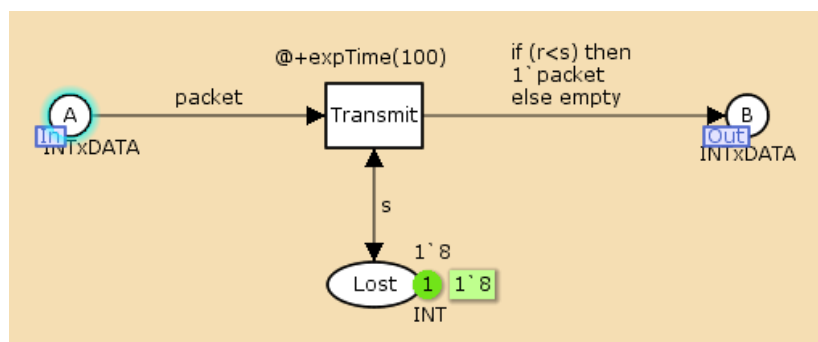 @+expTime(100)
if (r<s) then
1`packet
else empty
packet
A
Transmit
B
In
INTxDATA
Out
INTxDATA
s
1`8
Lost
1
1`8
INT